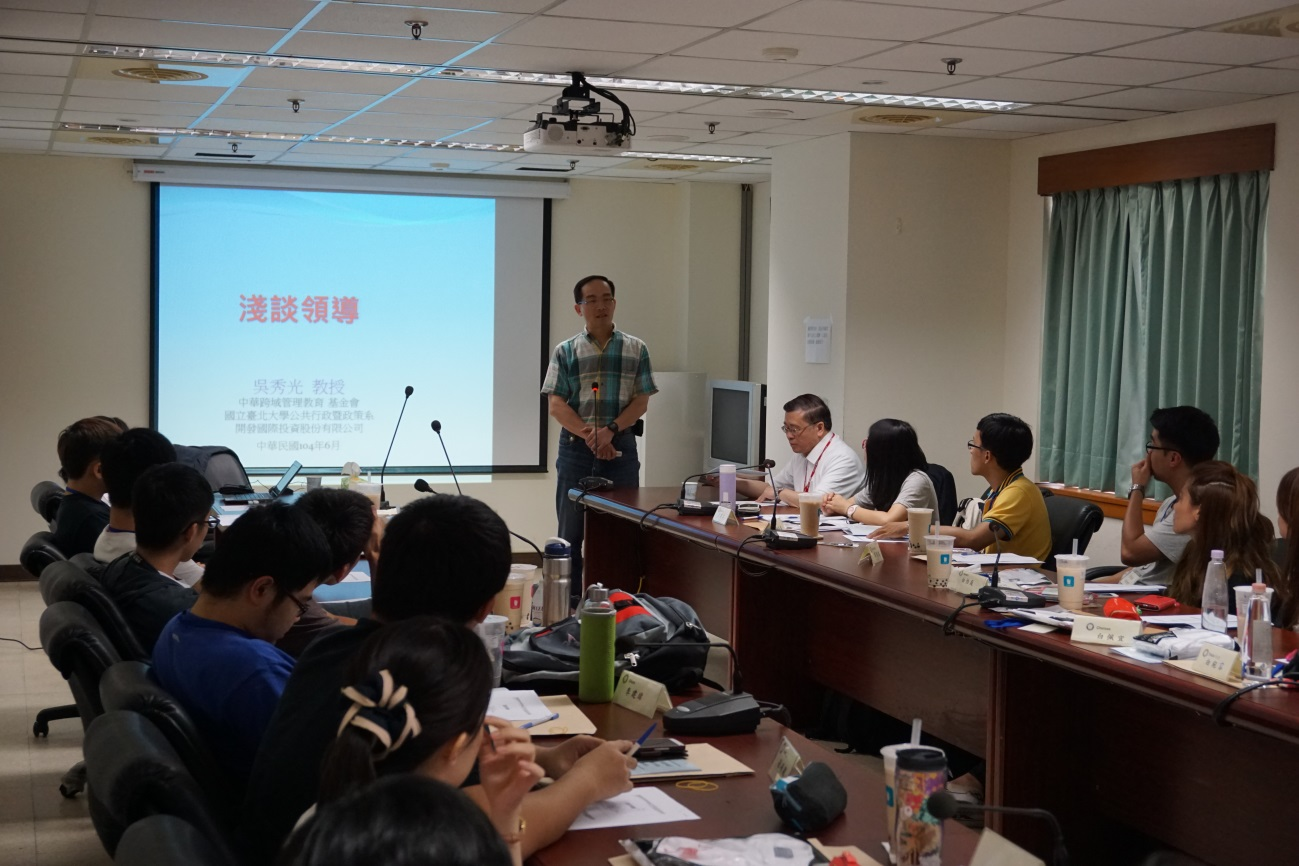 淺談領導
吳秀光 教授
中華跨域管理教育 基金會
國立臺北大學公共行政暨政策系
開發國際投資股份有限公司
中華民國104年6月